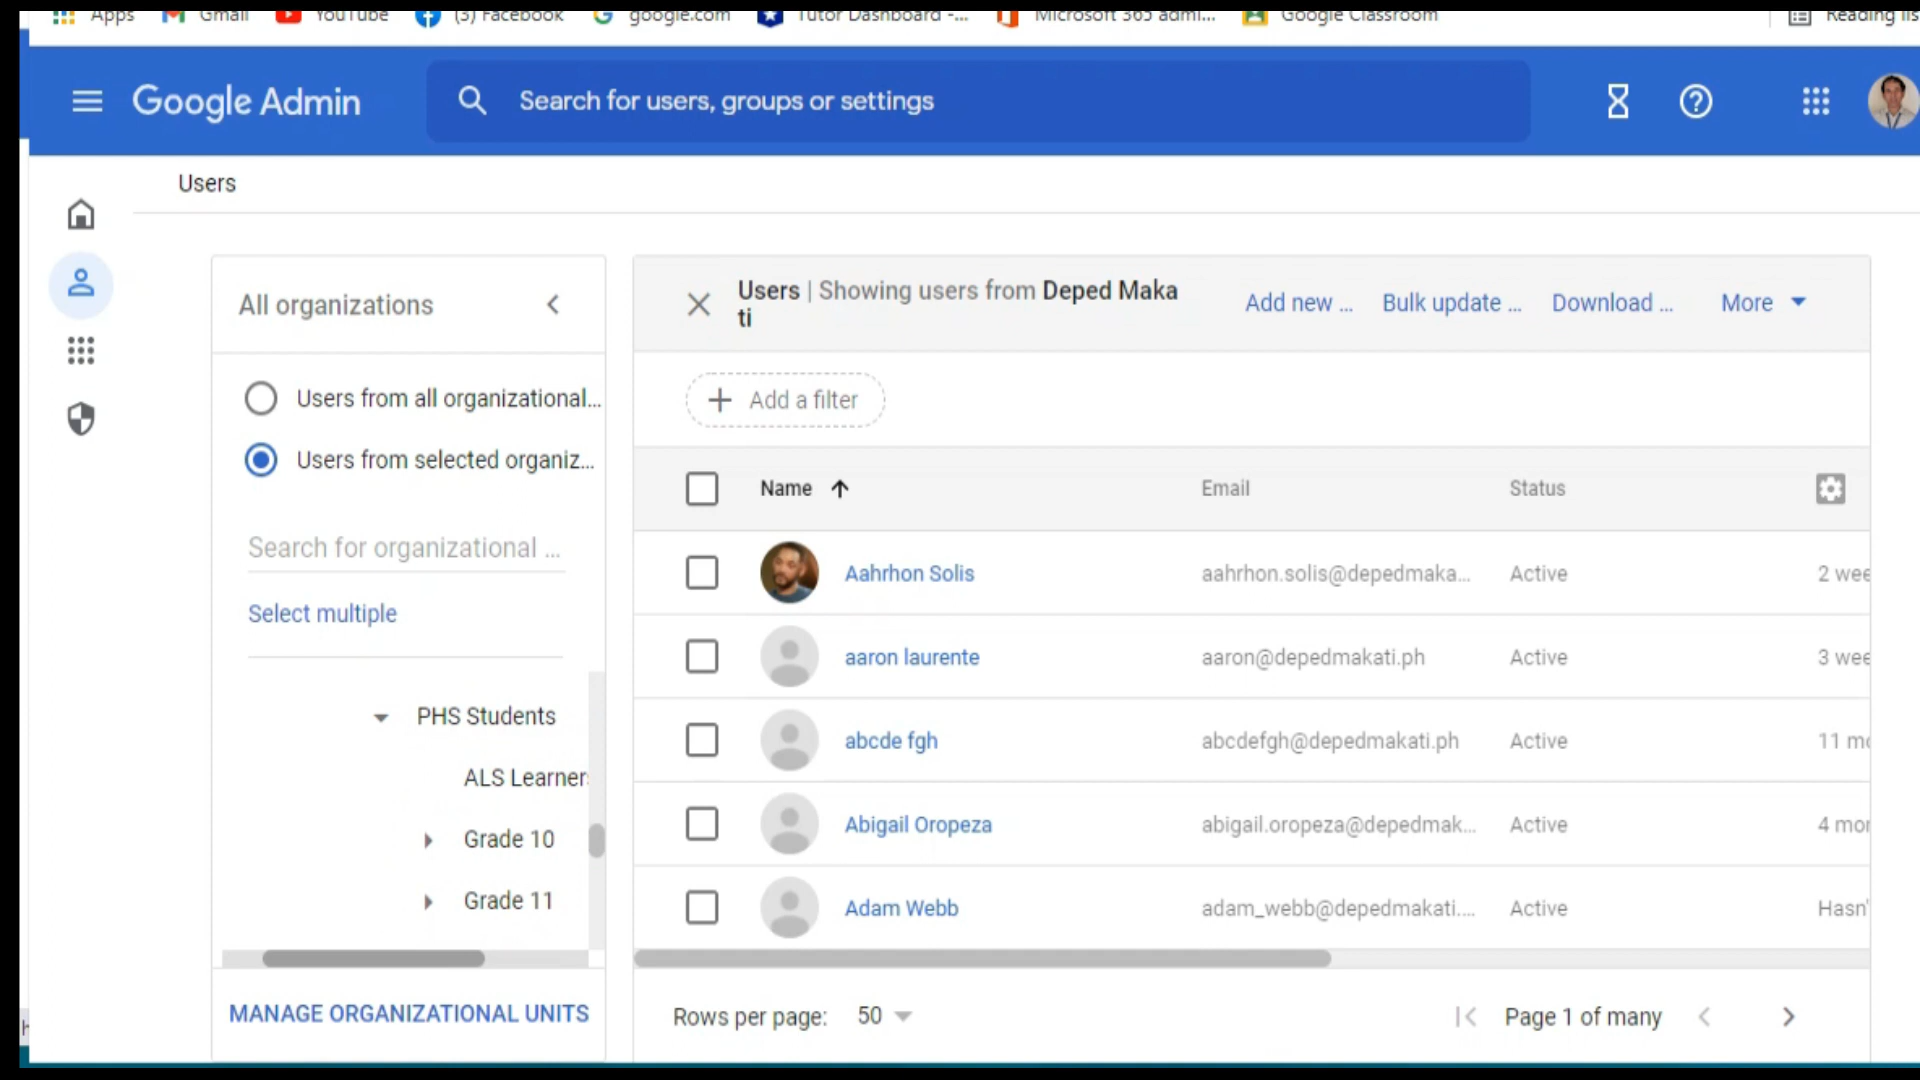 Apps Gmail YouTube (3) Facebook google.com Tutor Dashboard -... Microsoft 365 admi... Google Classroom Reading lis
Google Admin Search for users, groups or settings
Users
All organizations
Users from all organizational...
Users from selected organiz...
Search for organizational ...
Select multiple
PHS Students
ALS Learner
Grade 10
Grade 11
MANAGE ORGANIZATIONAL UNITS
Users | Showing users from Deped Maka
ti
Add new ... Bulk update ... Download ... More
Add a filter
Name Email Status
Aahrhon Solis aahrhon.solis@depedmaka... Active 2 wee
aaron laurente aaron@depedmakati.ph Active 3 wee
abcde fgh abcdefgh@depedmakati.ph Active 11 mo
Abigail Oropeza abigail.oropeza@depedmak... Active 4 mor
Adam Webb adam_webb@depedmakati.... Active Hasn'
Rows per page: 50 Page 1 of many